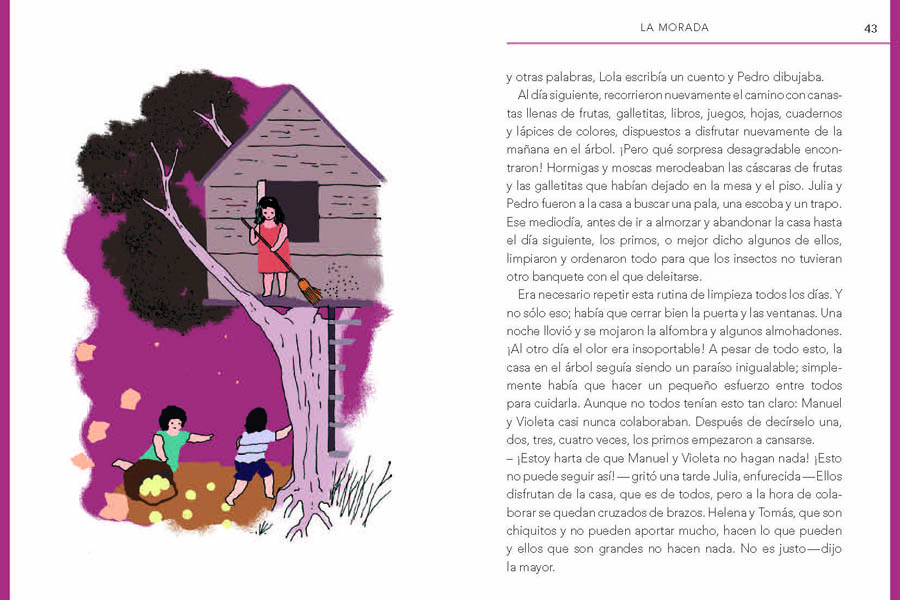 LA MORADA
43
y otras palabras, Lola escribía un cuento y Pedro dibujaba.
Al día siguiente, recorrieron nuevamente el camino con canas-
tas llenas de frutas, galletitas, libros, juegos, hojas, cuadernos
y lápices de colores, dispuestos a disfrutar nuevamente de la
mañana en el árbol. ¡Pero qué sorpresa desagradable encon-
traron! Hormigas y moscas merodeaban las cáscaras de frutas
y las galletitas que habían dejado en la mesa y el piso. Julia y
Pedro fueron a la casa a buscar una pala, una escoba y un trapo.
Ese mediodía, antes de ir a almorzar y abandonar la casa hasta
el día siguiente, los primos, o mejor dicho algunos de ellos,
limpiaron y ordenaron todo para que los insectos no tuvieran
otro banquete con el que deleitarse.
Era necesario repetir esta rutina de limpieza todos los días. Y
no sólo eso; había que cerrar bien la puerta y las ventanas. Una
noche llovió y se mojaron la alfombra y algunos almohadones.
¡Al otro día el olor era insoportable! A pesar de todo esto, la
casa en el árbol seguía siendo un paraíso inigualable; simple-
mente había que hacer un pequeño esfuerzo entre todos
para cuidarla. Aunque no todos tenían esto tan claro: Manuel
y Violeta casi nunca colaboraban. Después de decírselo una,
dos, tres, cuatro veces, los primos empezaron a cansarse.
– ¡Estoy harta de que Manuel y Violeta no hagan nada! ¡Esto
no puede seguir así! — gritó una tarde Julia, enfurecida — Ellos
disfrutan de la casa, que es de todos, pero a la hora de cola-
borar se quedan cruzados de brazos. Helena y Tomás, que son
chiquitos y no pueden aportar mucho, hacen lo que pueden
y ellos que son grandes no hacen nada. No es justo — dijo
la mayor.